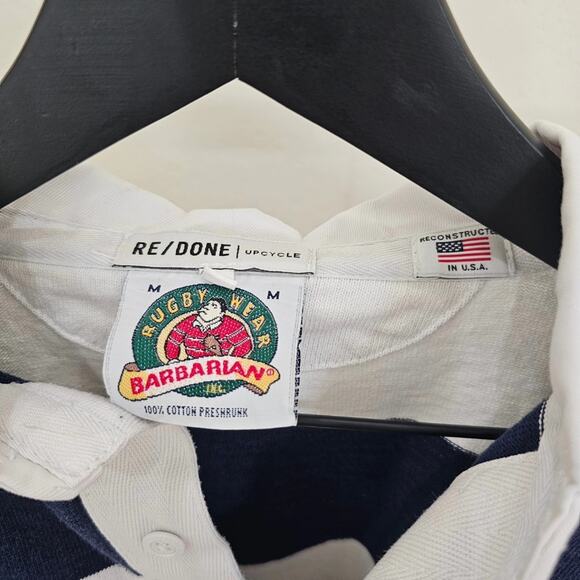 RE/DONE | UPCYCLE
RECONSTRUCTED
IN U.S.A.
M M
RUGBY WEAR
BARBARIAN®
INC.
100% COTTON PRESHRUNK